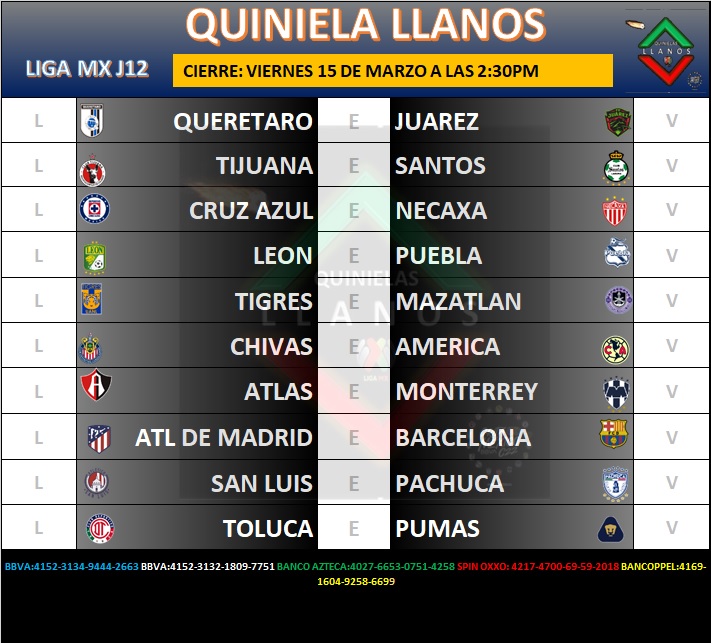 QUINIELA LLANOS
LIGA MX J12
CIERRE: VIERNES 15 DE MARZO A LAS 2:30PM
QUINIELAS
LLANOS
L QUERETARO E JUAREZ V
L TIJUANA E SANTOS V
L CRUZ AZUL E NECAXA V
L LEON E PUEBLA V
QUINIELAS
L TIGRES E MAZATLAN V
LLANOS
L CHIVAS E AMERICA V
L ATLAS E MONTERREY V
L ATL DE MADRID E BARCELONA V
L SAN LUIS E PACHUCA V
L TOLUCA E PUMAS V
BBVA:4152-3134-9444-2663 BBVA:4152-3132-1809-7751 BANCO AZTECA:4027-6653-0751-4258 SPIN OXXO: 4217-4700-69-59-2018 BANCOPPEL:4169-
1604-9258-6699